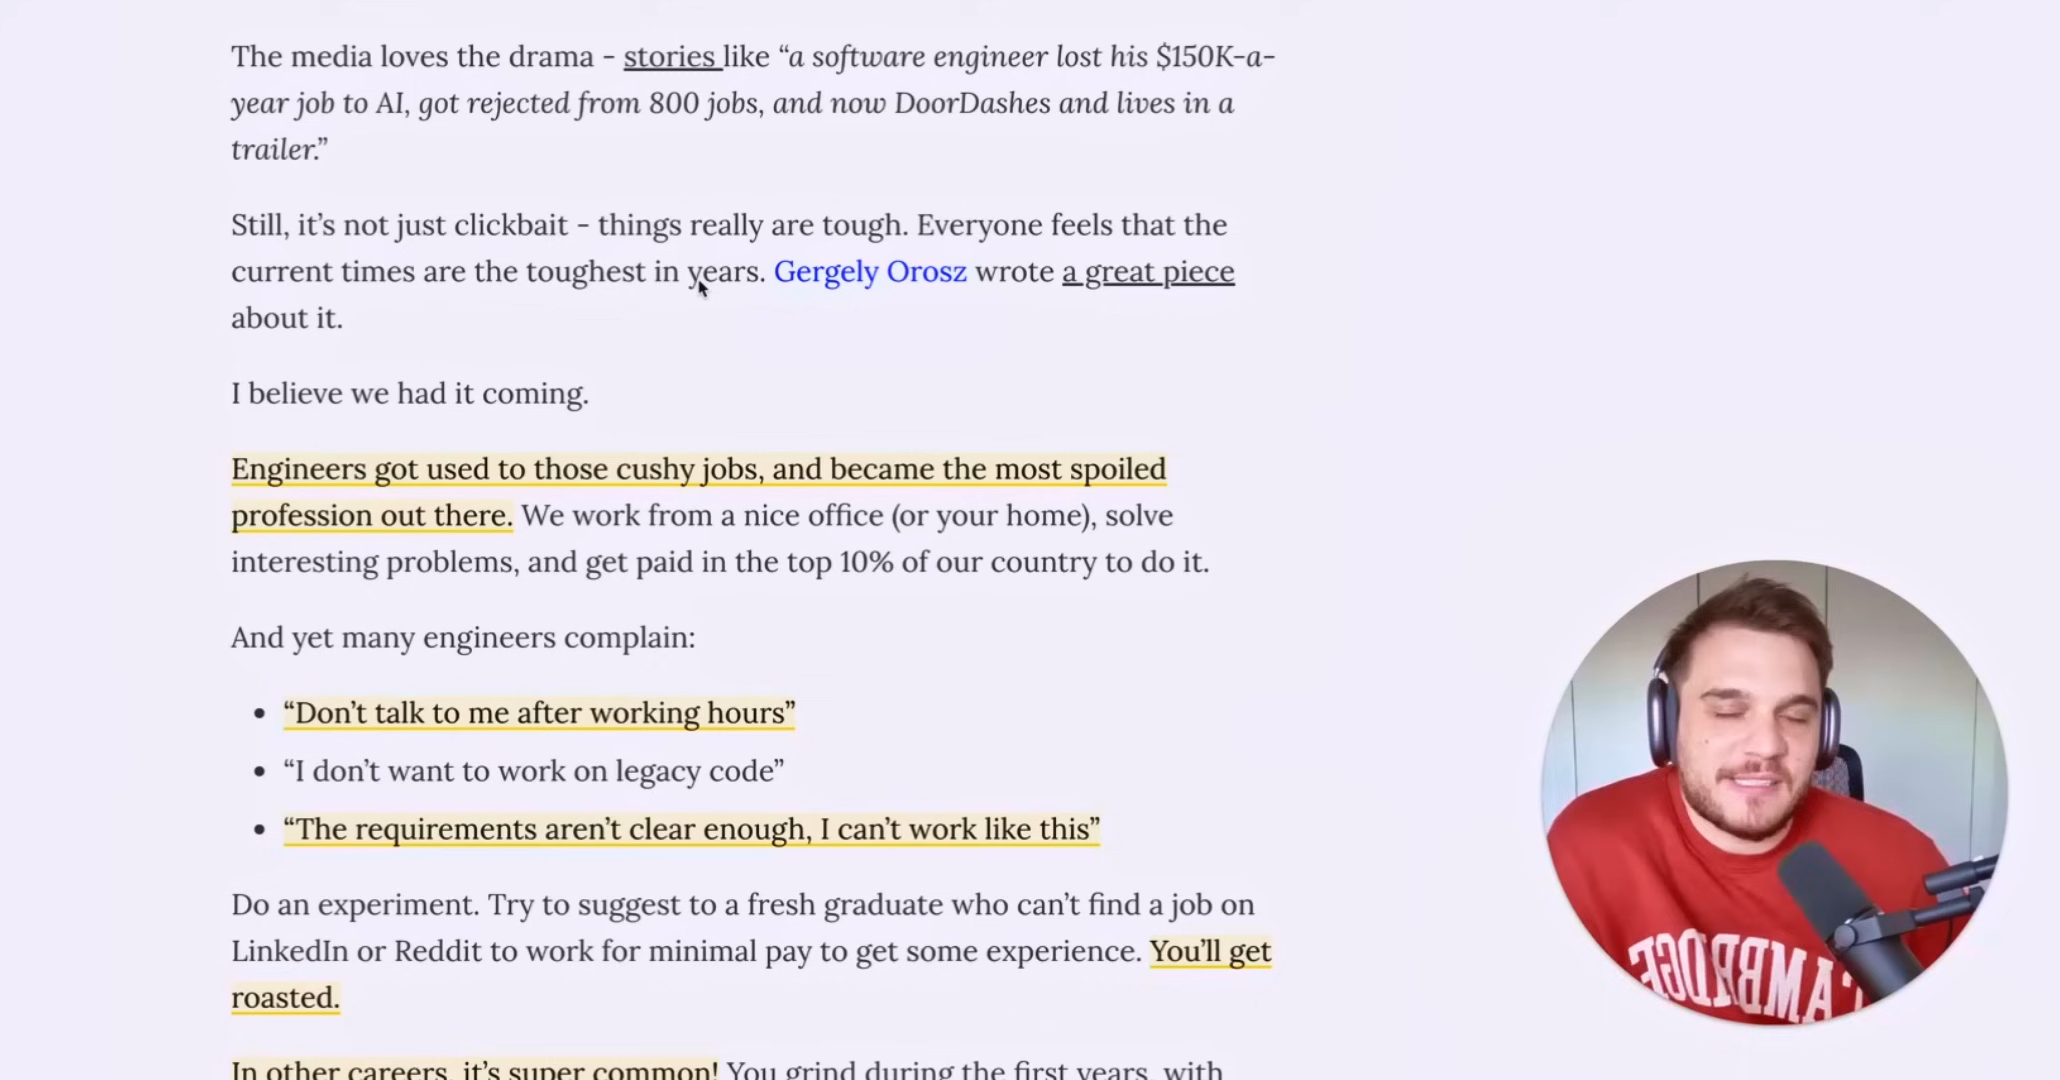 The media loves the drama - stories like “a software engineer lost his $150K-a-
year job to AI, got rejected from 800 jobs, and now DoorDashes and lives in a
trailer.”
Still, it’s not just clickbait - things really are tough. Everyone feels that the
current times are the toughest in years. Gergely Orosz wrote a great piece
about it.
I believe we had it coming.
Engineers got used to those cushy jobs, and became the most spoiled
profession out there. We work from a nice office (or your home), solve
interesting problems, and get paid in the top 10% of our country to do it.
And yet many engineers complain:
• “Don’t talk to me after working hours”
• “I don’t want to work on legacy code”
• “The requirements aren’t clear enough, I can’t work like this”
Do an experiment. Try to suggest to a fresh graduate who can’t find a job on
LinkedIn or Reddit to work for minimal pay to get some experience. You’ll get
roasted.
In other careers, it’s super common! You grind during the first years, with
CAMBRIDGE